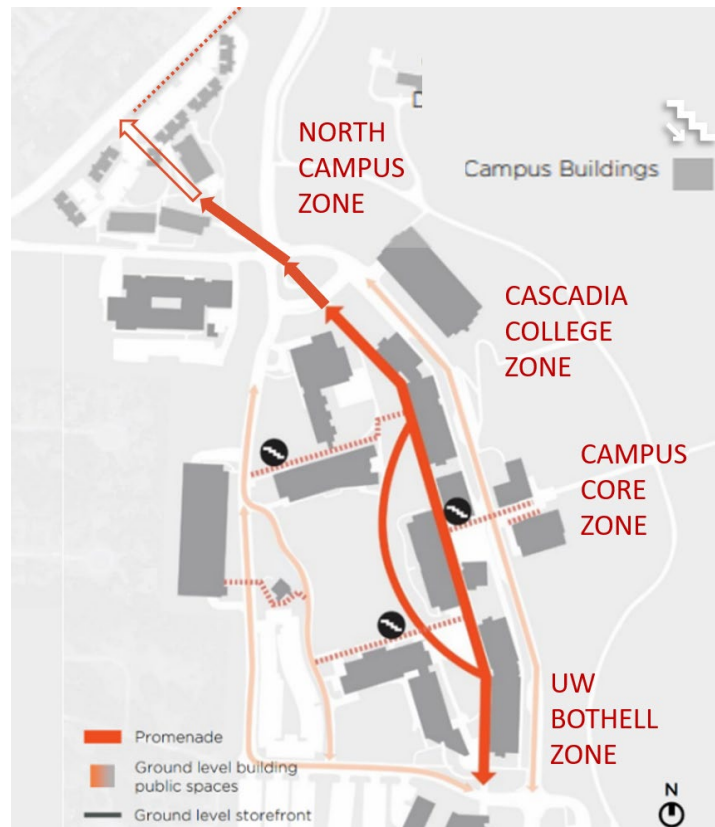 NORTH
CAMPUS
ZONE
Campus Buildings
CASCADIA
COLLEGE
ZONE
CAMPUS
CORE
ZONE
UW
BOTHELL
ZONE
Promenade
Ground level building
public spaces
Ground level storefront
N